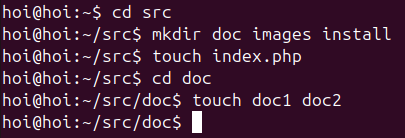 hoi@hoi:~$ cd src
hoi@hoi:~/src$ mkdir doc images install
hoi@hoi:~/src$ touch index.php
hoi@hoi:~/src$ cd doc
hoi@hoi:~/src/doc$ touch doc1 doc2
hoi@hoi:~/src/doc$